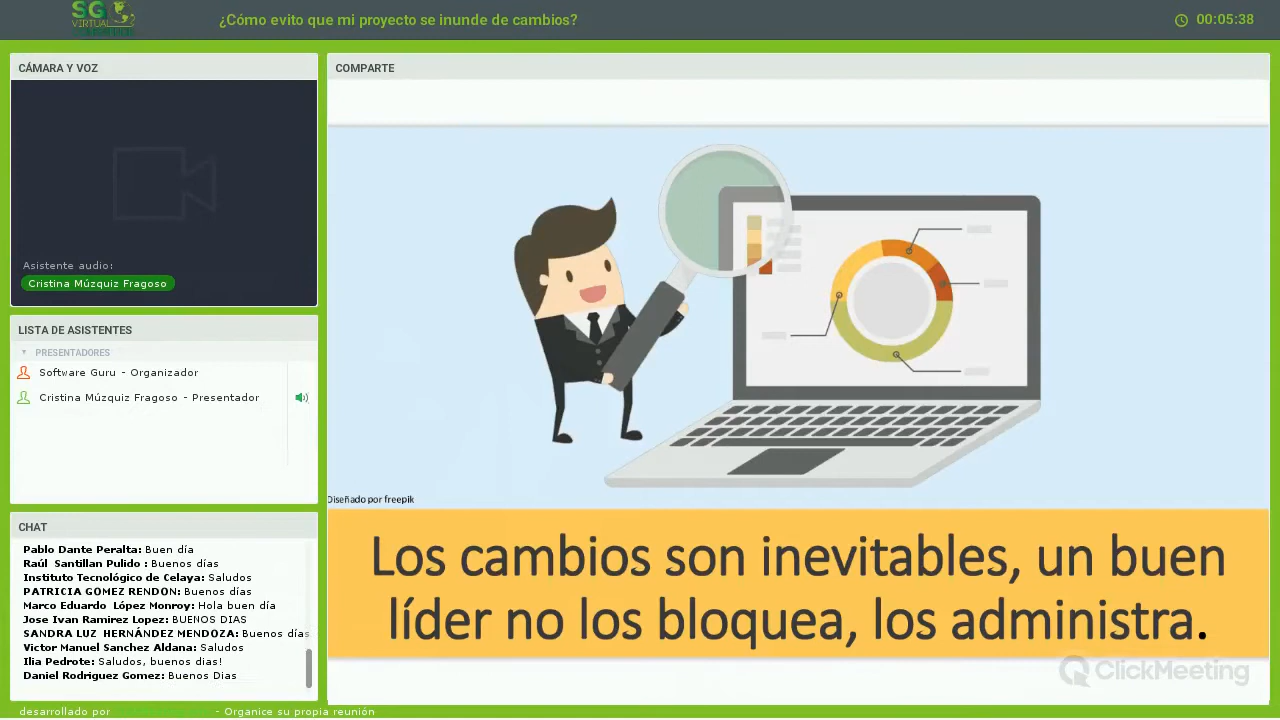 SG
VIRTUAL
¿Cómo evito que mi proyecto se inunde de cambios?
00:05:38
CÁMARA Y VOZ
Asistente audio:
Cristina Múzquiz Fragoso
LISTA DE ASISTENTES
PRESENTADORES
Software Guru - Organizador
Cristina Múzquiz Fragoso - Presentador
CHAT
Pablo Dante Peralta: Buen día
Raúl Santillan Pulido : Buenos días
Instituto Tecnológico de Celaya: Saludos
PATRICIA GOMEZ RENDON: Buenos días
Marco Eduardo López Monroy: Hola buen día
Jose Ivan Ramirez Lopez: BUENOS DIAS
SANDRA LUZ HERNÁNDEZ MENDOZA: Buenos días
Victor Manuel Sanchez Aldana: Saludos
Ilia Pedrote: Saludos, buenos dias!
Daniel Rodriguez Gomez: Buenos Dias
desarrollado por - Organice su propia reunión
COMPARTE
Diseñado por freepik
Los cambios son inevitables, un buen
líder no los bloquea, los administra.
ClickMeeting